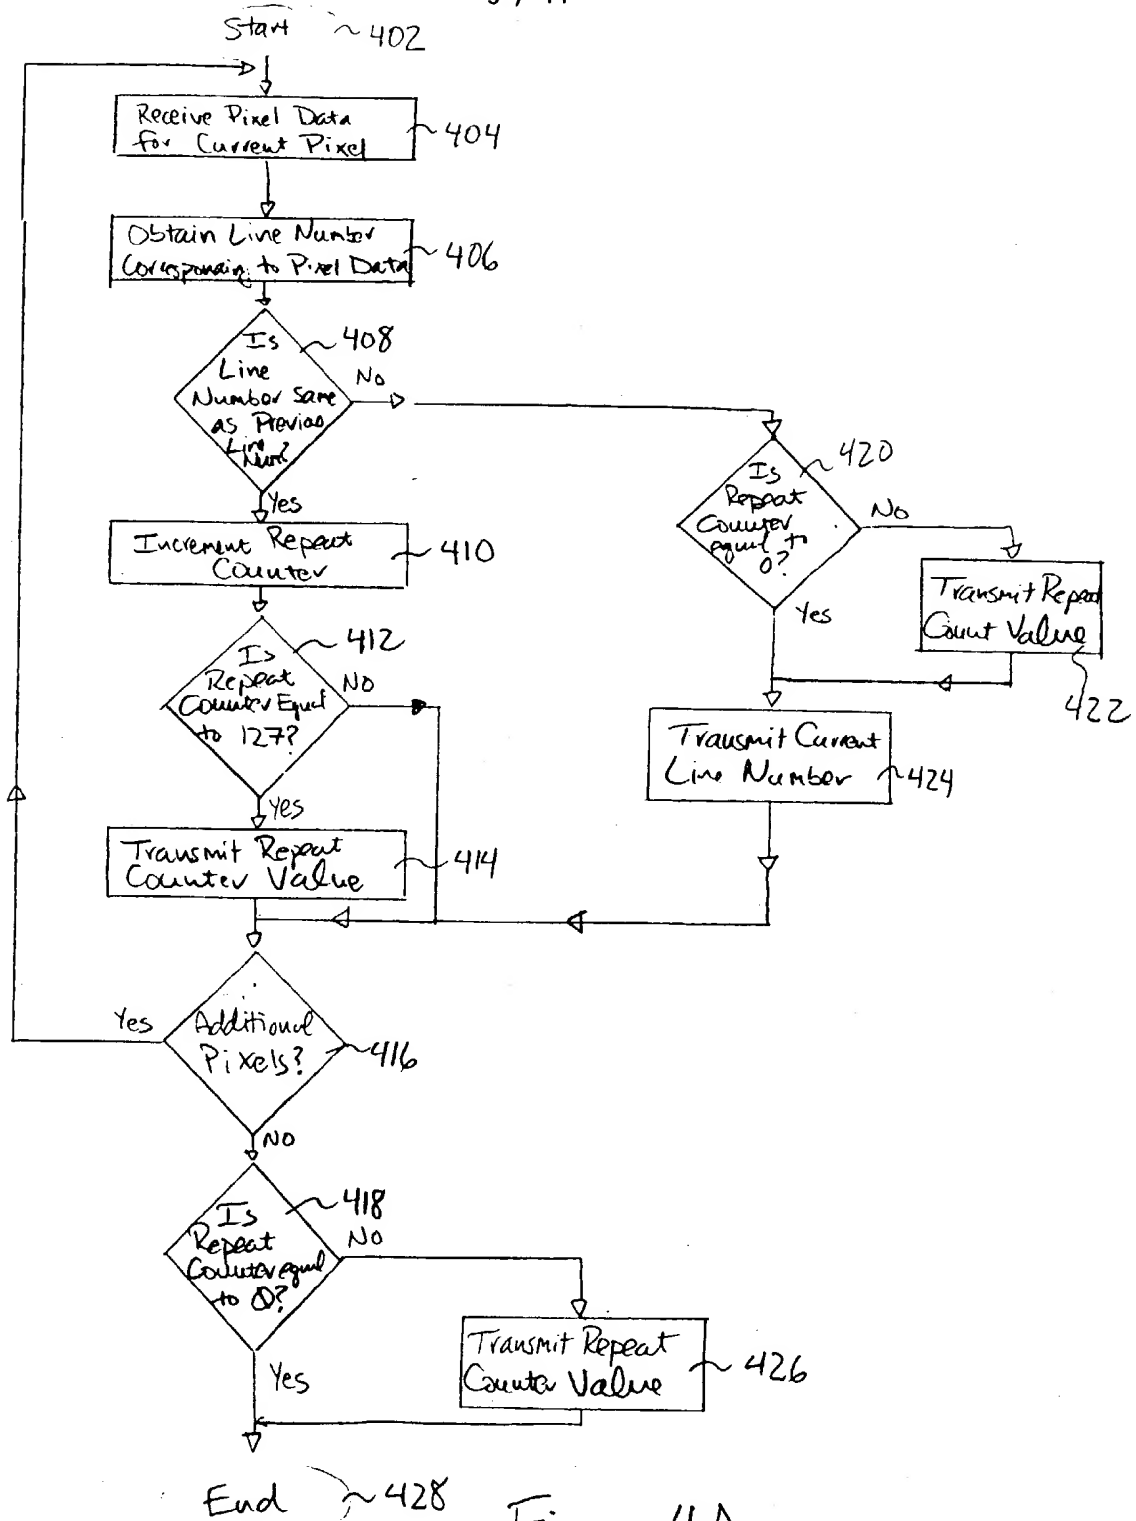 Start 402
Receive Pixel Data
for Current Pixel
404
Obtain Line Number
Corresponding to Pixel Data
406
Is
Line
Number Same
as Previous
Line
Num?
408
No
Yes
Increment Repeat
Counter
410
Is
Repeat
Counter Equal
to 127?
412
No
Yes
Transmit Repeat
Counter Value
414
Is
Repeat
Counter
equal to
0?
420
No
Yes
Transmit Repeat
Count Value
422
Transmit Current
Line Number
424
Additional
Pixels?
416
Yes
No
Is
Repeat
Counter equal
to 0?
418
No
Yes
Transmit Repeat
Counter Value
426
End 428